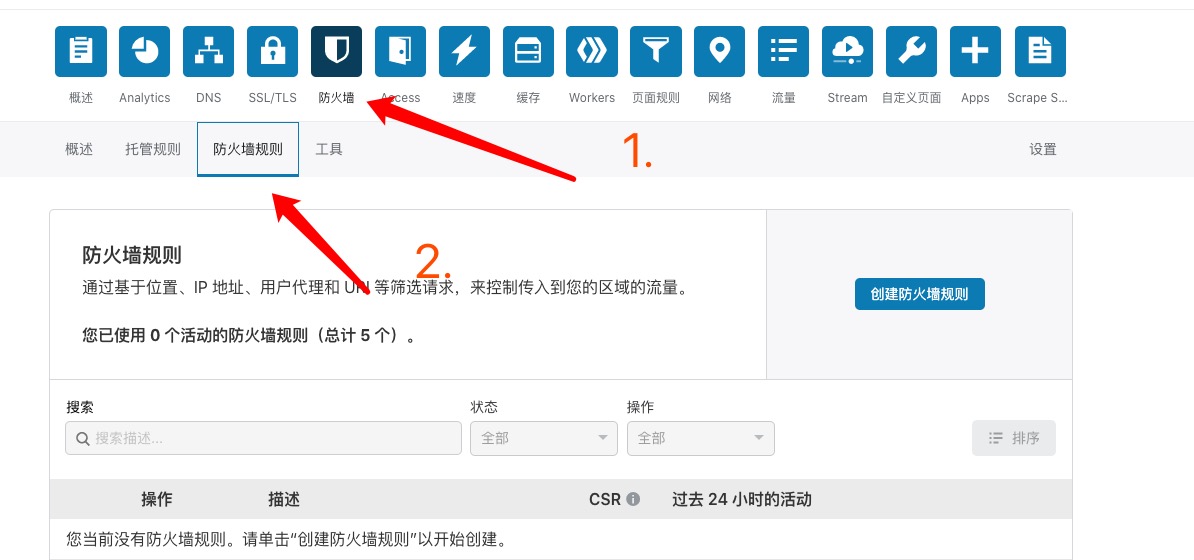 概述 Analytics DNS SSL/TLS 防火墙 Access 速度 缓存 Workers 页面规则 网络 流量 Stream 自定义页面 Apps Scrape S...
1.
概述 托管规则 防火墙规则 工具 设置
2.
防火墙规则
通过基于位置、IP 地址、用户代理和 URI 等筛选请求，来控制传入到您的区域的流量。
创建防火墙规则
您已使用 0 个活动的防火墙规则（总计 5 个）。
搜索 状态 操作
搜索描述... 全部 全部 排序
操作 描述 CSR 过去 24 小时的活动
您当前没有防火墙规则。请单击“创建防火墙规则”以开始创建。